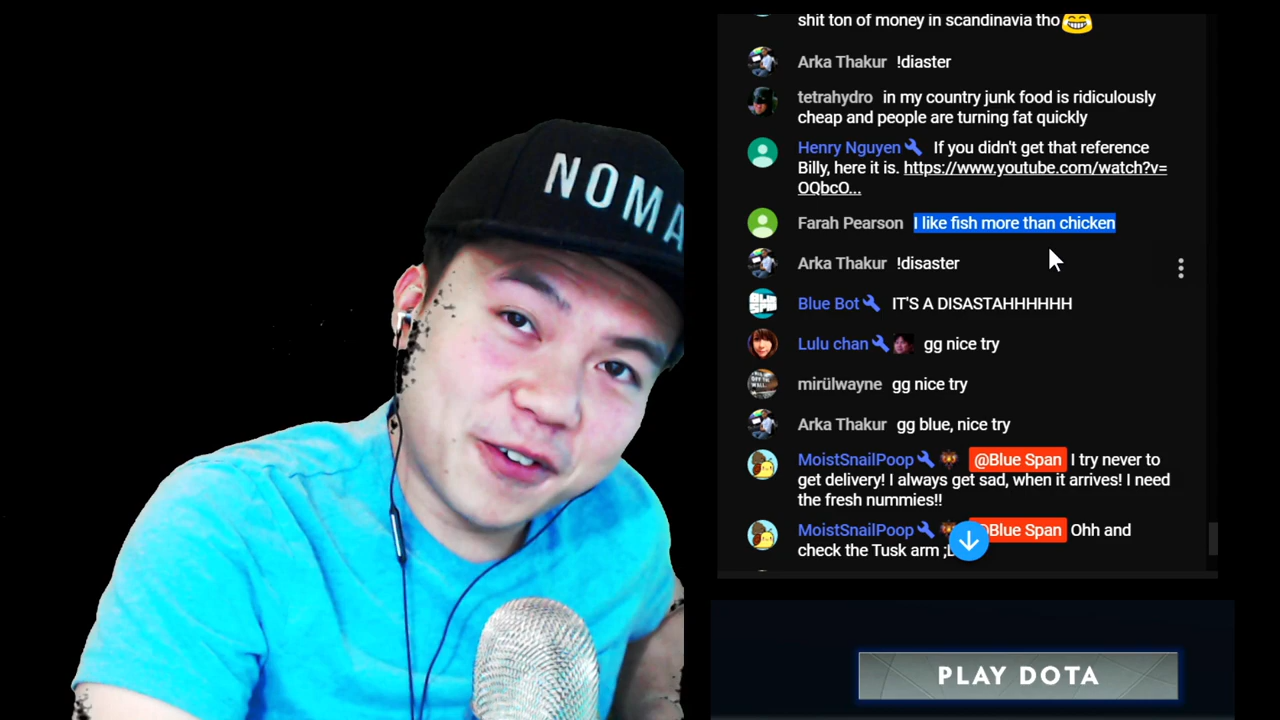 NOMA
shit ton of money in scandinavia tho
Arka Thakur !diaster
tetrahydro in my country junk food is ridiculously
cheap and people are turning fat quickly
Henry Nguyen If you didn't get that reference
Billy, here it is. https://www.youtube.com/watch?v=
OQbcO...
Farah Pearson I like fish more than chicken
Arka Thakur !disaster
Blue Bot IT'S A DISASTAHHHHHH
Lulu chan gg nice try
mirülwayne gg nice try
Arka Thakur gg blue, nice try
MoistSnailPoop @Blue Span I try never to
get delivery! I always get sad, when it arrives! I need
the fresh nummies!!
MoistSnailPoop Blue Span Ohh and
check the Tusk arm ;D
PLAY DOTA